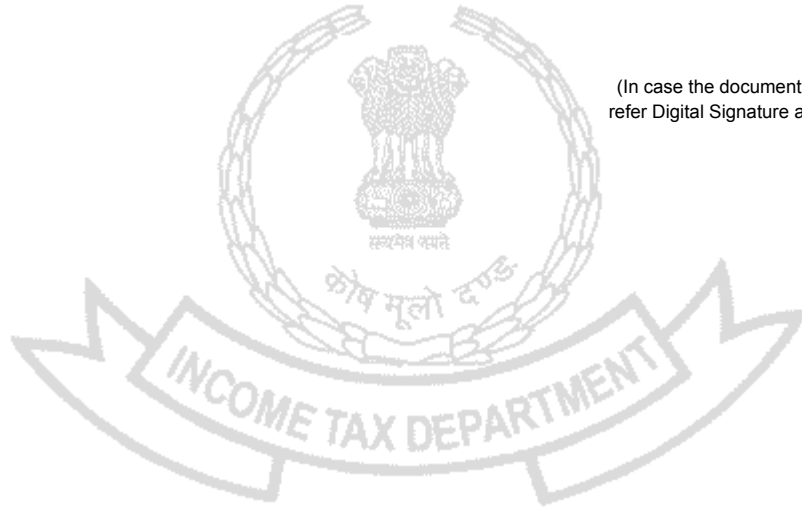 (In case the document
refer Digital Signature a
सत्यमेव जयते
कोष मूलो दण्ड:
INCOME TAX DEPARTMENT